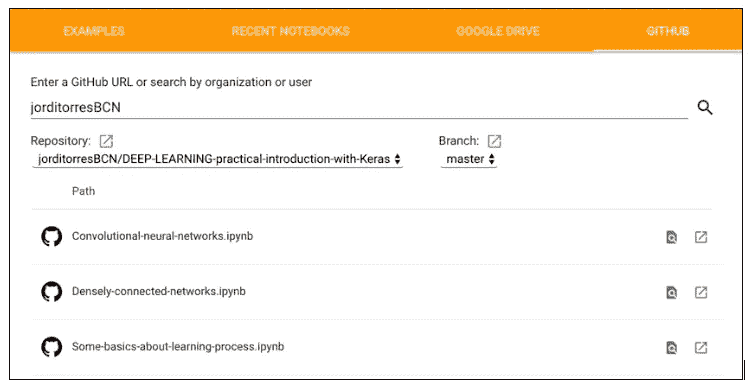 EXAMPLES RECENT NOTEBOOKS GOOGLE DRIVE GITHUB
Enter a GitHub URL or search by organization or user
jorditorresBCN
Repository: Branch:
jorditorresBCN/DEEP-LEARNING-practical-introduction-with-Keras master
Path
Convolutional-neural-networks.ipynb
Densely-connected-networks.ipynb
Some-basics-about-learning-process.ipynb